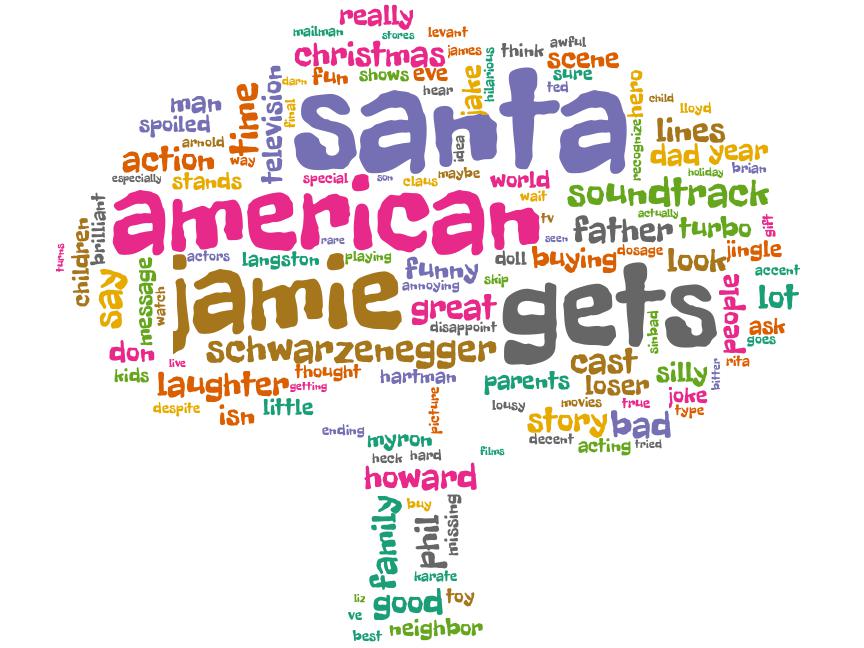 really
mailman
stores
levant
christmas
james
think
awful
scene
fun
shows
eve
jake
hilarious
sure
darn
hear
ted
hero
child
lloyd
man
spoiled
time
television
final
santa
idea
recognize
lines
arnold
action
way
dad
year
especially
stands
special
son
claus
maybe
world
holiday
brian
wait
soundtrack
children
brilliant
american
tv
actually
father
turbo
gift
rare
seen
turns
actors
langston
playing
funny
doll
buying
dosage
look
jingle
say
message
watch
jamie
annoying
skip
gets
people
accent
great
lot
disappoint
sinbad
ask
goes
don
live
schwarzenegger
cast
rita
kids
laughter
thought
getting
hartman
parents
loser
silly
bitter
joke
despite
isn
little
picture
lousy
movies
true
type
story
bad
ending
myron
decent
acting
tried
heck
hard
films
howard
family
buy
phil
missing
karate
liz
good
toy
ve
best
neighbor